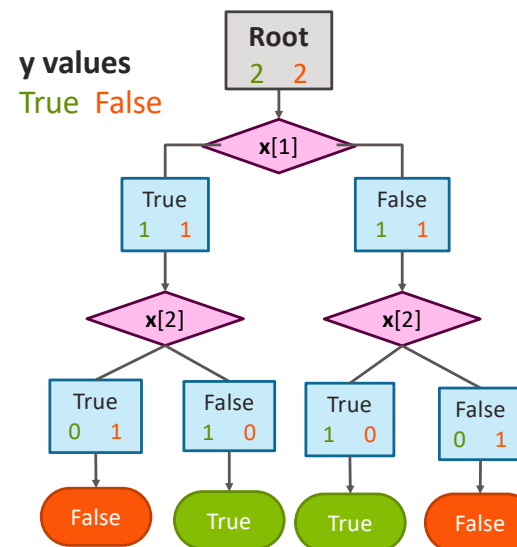 Root
2 2
y values
True False
x[1]
True
1 1
False
1 1
x[2]
x[2]
True
0 1
False
1 0
True
1 0
False
0 1
False
True
True
False